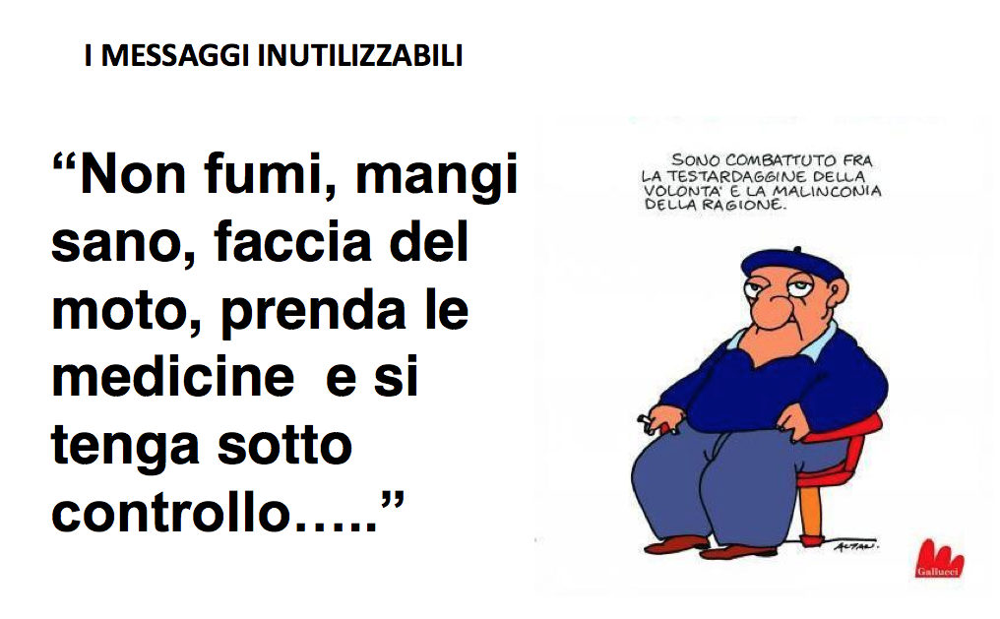 I MESSAGGI INUTILIZZABILI
“Non fumi, mangi
sano, faccia del
moto, prenda le
medicine  e si
tenga sotto
controllo…..”
SONO COMBATTUTO FRA
LA TESTARDAGGINE DELLA
VOLONTA' E LA MALINCONIA
DELLA RAGIONE.
ALTAN.
Gallucci